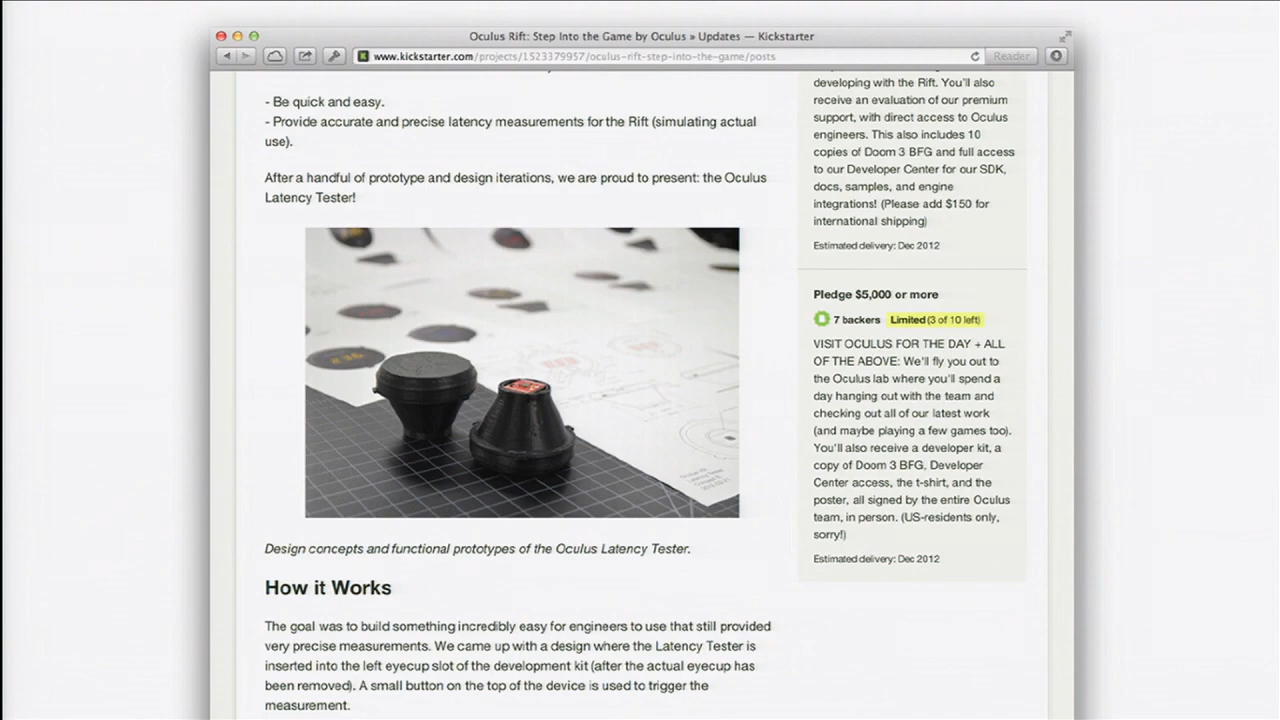 Oculus Rift: Step Into the Game by Oculus » Updates — Kickstarter
www.kickstarter.com/projects/1523379957/oculus-rift-step-into-the-game/posts
Reader
- Be quick and easy.
- Provide accurate and precise latency measurements for the Rift (simulating actual
use).
After a handful of prototype and design iterations, we are proud to present: the Oculus
Latency Tester!
Design concepts and functional prototypes of the Oculus Latency Tester.
How it Works
The goal was to build something incredibly easy for engineers to use that still provided
very precise measurements. We came up with a design where the Latency Tester is
inserted into the left eyecup slot of the development kit (after the actual eyecup has
been removed). A small button on the top of the device is used to trigger the
measurement.
developing with the Rift. You'll also
receive an evaluation of our premium
support, with direct access to Oculus
engineers. This also includes 10
copies of Doom 3 BFG and full access
to our Developer Center for our SDK,
docs, samples, and engine
integrations! (Please add $150 for
international shipping)
Estimated delivery: Dec 2012
Pledge $5,000 or more
7 backers Limited (3 of 10 left)
VISIT OCULUS FOR THE DAY + ALL
OF THE ABOVE: We'll fly you out to
the Oculus lab where you'll spend a
day hanging out with the team and
checking out all of our latest work
(and maybe playing a few games too).
You'll also receive a developer kit, a
copy of Doom 3 BFG, Developer
Center access, the t-shirt, and the
poster, all signed by the entire Oculus
team, in person. (US-residents only,
sorry!)
Estimated delivery: Dec 2012